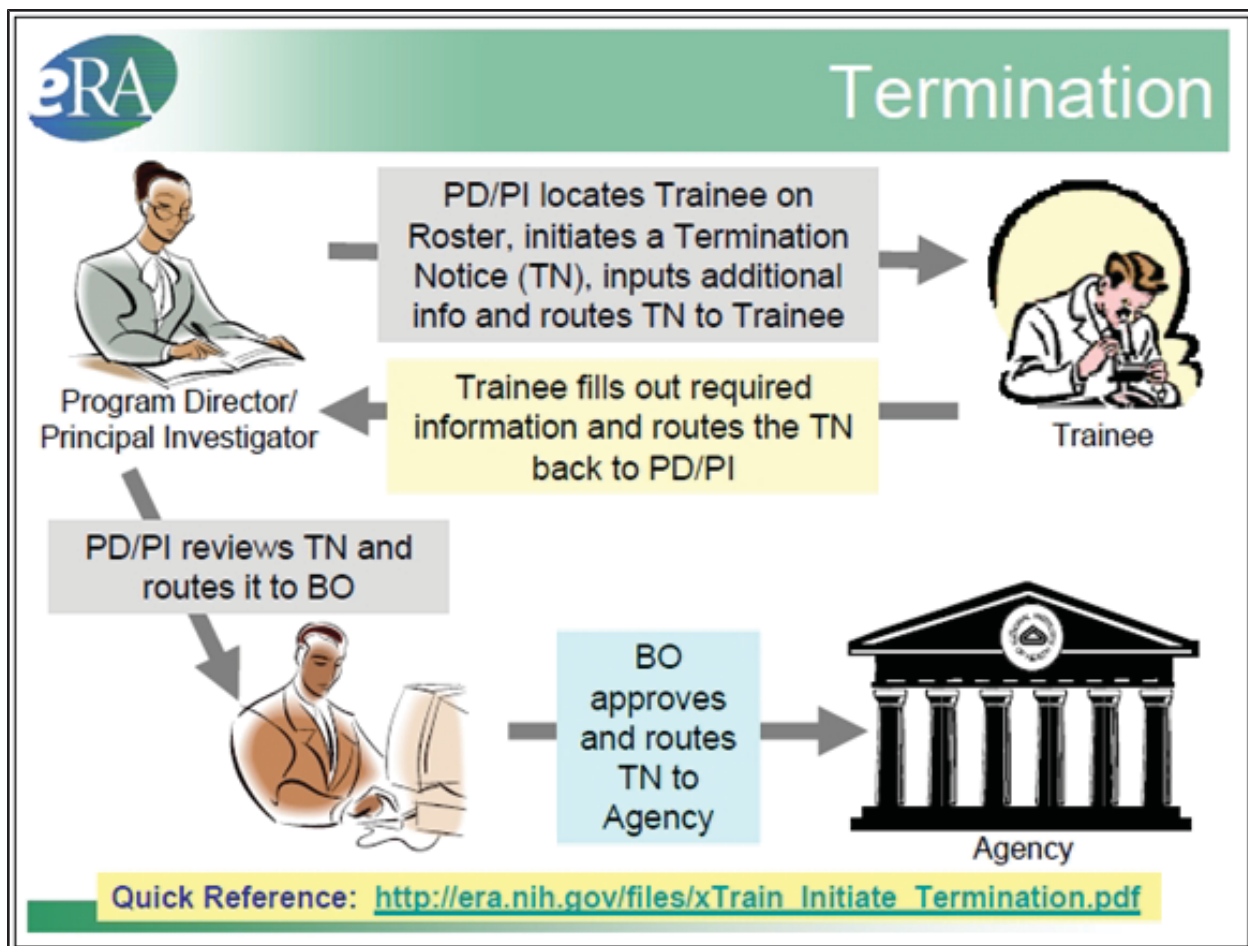 eRA
Termination
PD/PI locates Trainee on
Roster, initiates a Termination
Notice (TN), inputs additional
info and routes TN to Trainee
Program Director/
Principal Investigator
Trainee fills out required
information and routes the TN
back to PD/PI
Trainee
PD/PI reviews TN and
routes it to BO
BO
approves
and routes
TN to
Agency
Agency
Quick Reference: http://era.nih.gov/files/xTrain_Initiate_Termination.pdf